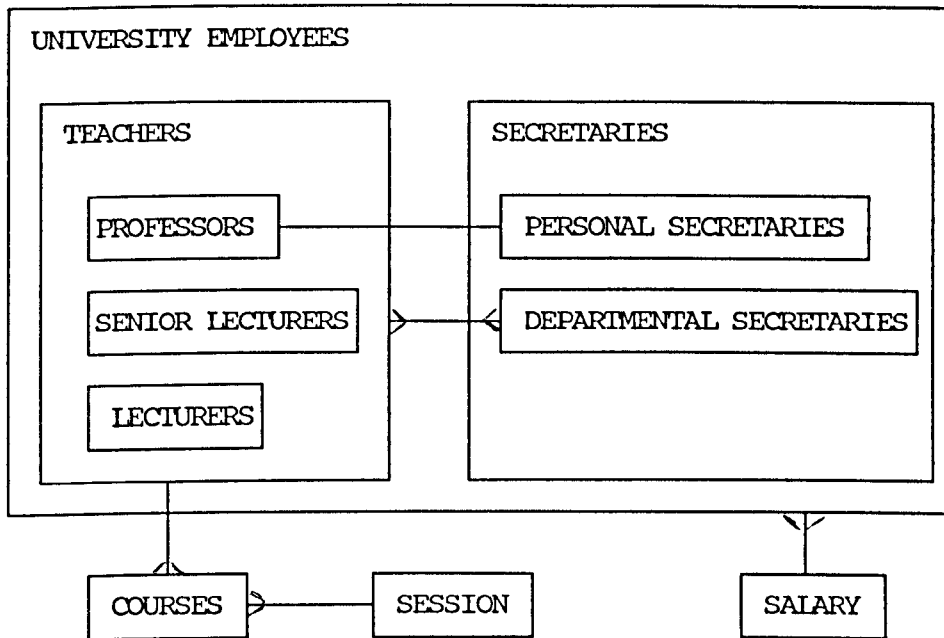 UNIVERSITY EMPLOYEES
TEACHERS
SECRETARIES
PROFESSORS
PERSONAL SECRETARIES
SENIOR LECTURERS
DEPARTMENTAL SECRETARIES
LECTURERS
COURSES
SESSION
SALARY